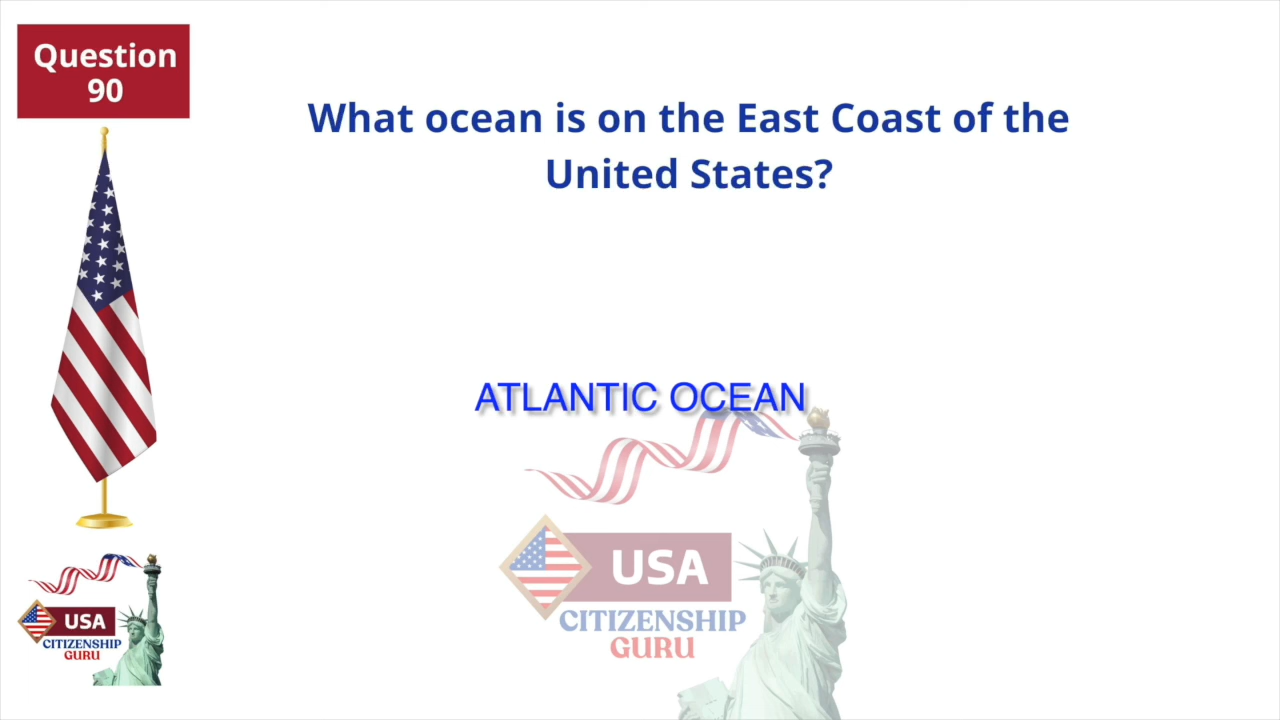 Question
90
What ocean is on the East Coast of the
United States?
ATLANTIC OCEAN
USA
CITIZENSHIP
GURU
USA
CITIZENSHIP
GURU